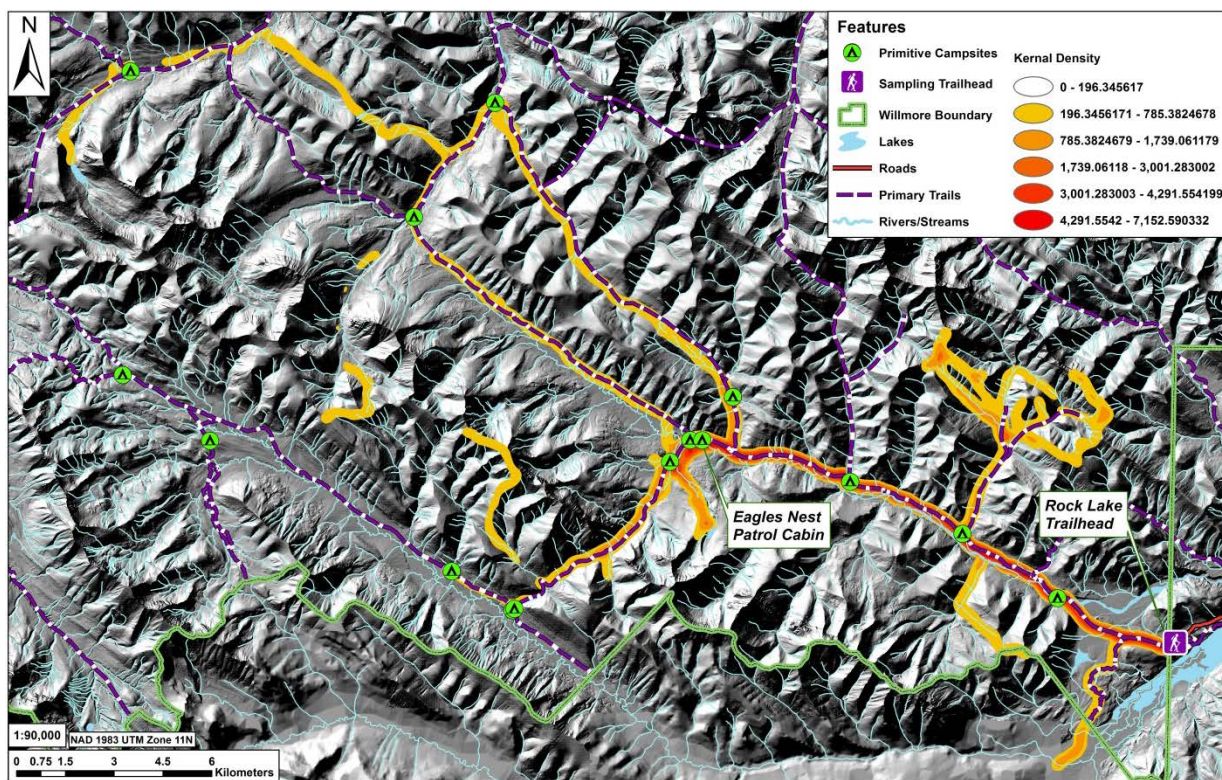 N
Features
Primitive Campsites
Sampling Trailhead
Willmore Boundary
Lakes
Roads
Primary Trails
Rivers/Streams
Kernal Density
0 - 196.345617
196.3456171 - 785.3824678
785.3824679 - 1,739.061179
1,739.06118 - 3,001.283002
3,001.283003 - 4,291.554199
4,291.5542 - 7,152.590332
Eagles Nest
Patrol Cabin
Rock Lake
Trailhead
1:90,000
NAD 1983 UTM Zone 11N
0 0.75 1.5 3 4.5 6
Kilometers